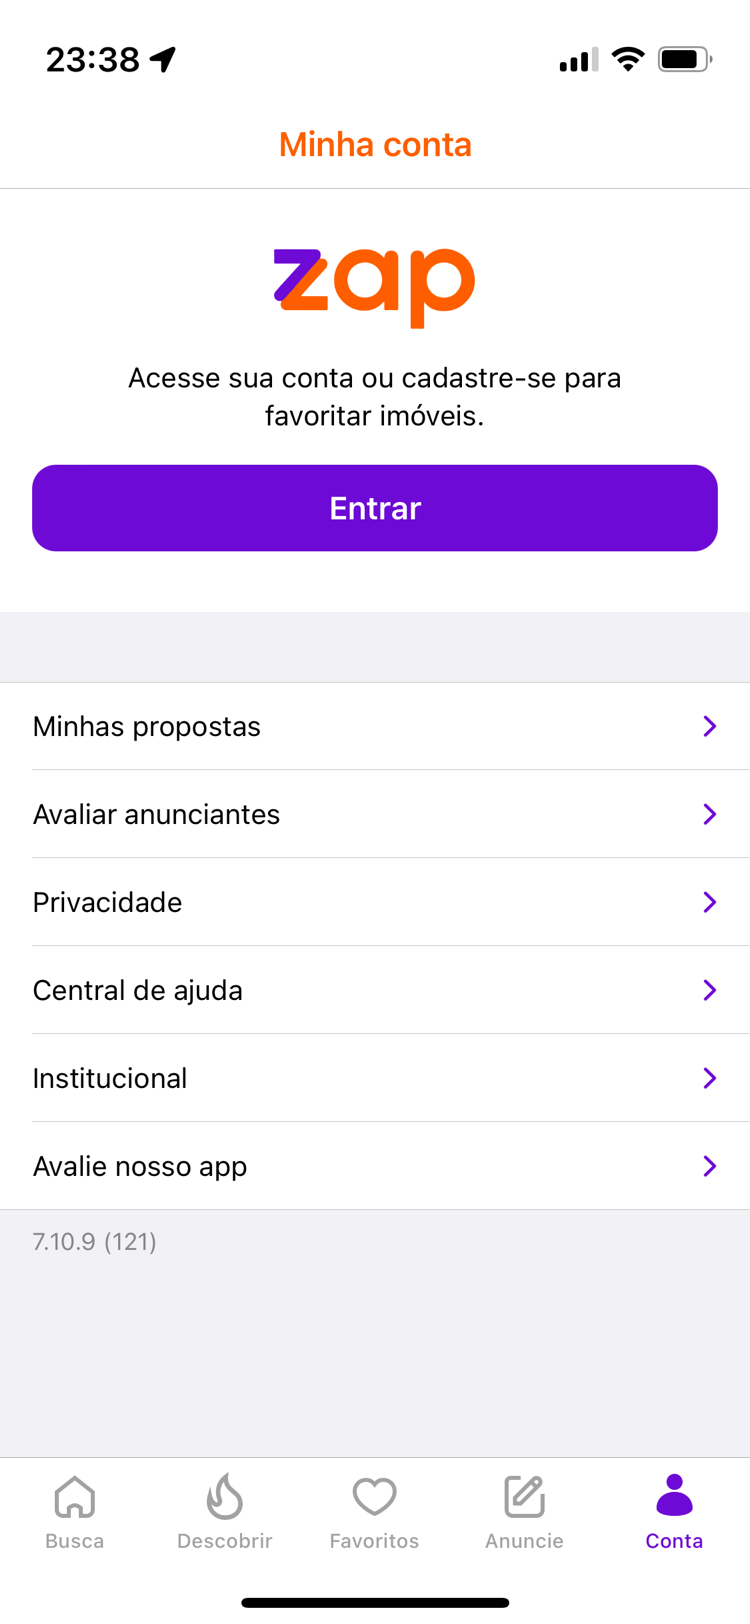 23:38
Minha conta
zap
Acesse sua conta ou cadastre-se para
favoritar imóveis.
Entrar
Minhas propostas
Avaliar anunciantes
Privacidade
Central de ajuda
Institucional
Avalie nosso app
7.10.9 (121)
Busca Descobrir Favoritos Anuncie Conta